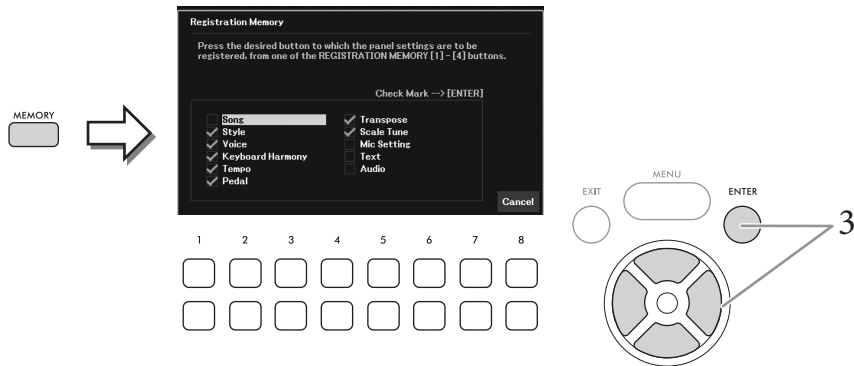 Registration Memory
Press the desired button to which the panel settings are to be
registered, from one of the REGISTRATION MEMORY [1] - [4] buttons.
Check Mark --> [ENTER]
MEMORY
Song
Style
Voice
Keyboard Harmony
Tempo
Pedal
Transpose
Scale Tune
Mic Setting
Text
Audio
Cancel
1 2 3 4 5 6 7 8
EXIT
MENU
ENTER
3